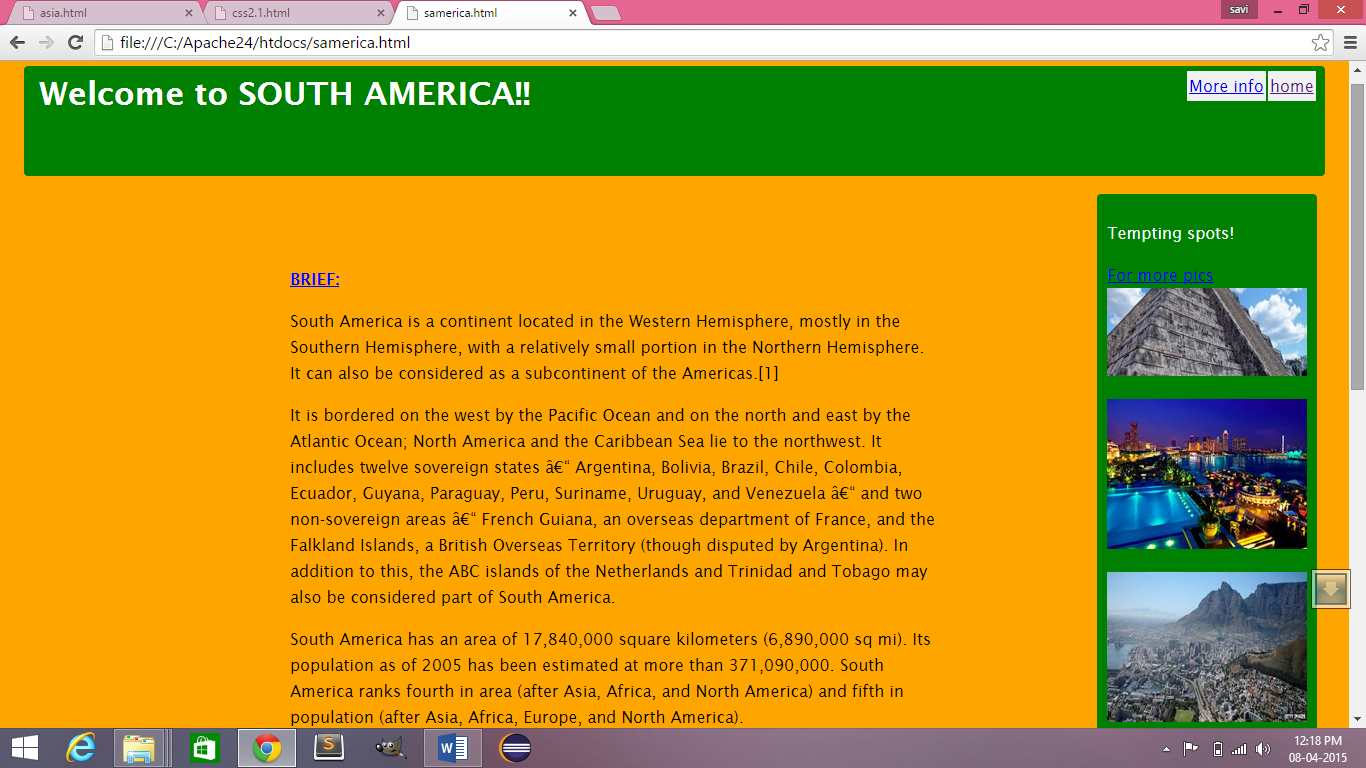 asia.html
css2.1.html
samerica.html
savi
file:///C:/Apache24/htdocs/samerica.html
Welcome to SOUTH AMERICA!!
More info
home
BRIEF:
South America is a continent located in the Western Hemisphere, mostly in the
Southern Hemisphere, with a relatively small portion in the Northern Hemisphere.
It can also be considered as a subcontinent of the Americas.[1]
It is bordered on the west by the Pacific Ocean and on the north and east by the
Atlantic Ocean; North America and the Caribbean Sea lie to the northwest. It
includes twelve sovereign states â€“ Argentina, Bolivia, Brazil, Chile, Colombia,
Ecuador, Guyana, Paraguay, Peru, Suriname, Uruguay, and Venezuela â€“ and two
non-sovereign areas â€“ French Guiana, an overseas department of France, and the
Falkland Islands, a British Overseas Territory (though disputed by Argentina). In
addition to this, the ABC islands of the Netherlands and Trinidad and Tobago may
also be considered part of South America.
South America has an area of 17,840,000 square kilometers (6,890,000 sq mi). Its
population as of 2005 has been estimated at more than 371,090,000. South
America ranks fourth in area (after Asia, Africa, and North America) and fifth in
population (after Asia, Africa, Europe, and North America).
Tempting spots!
For more pics
12:18 PM
08-04-2015